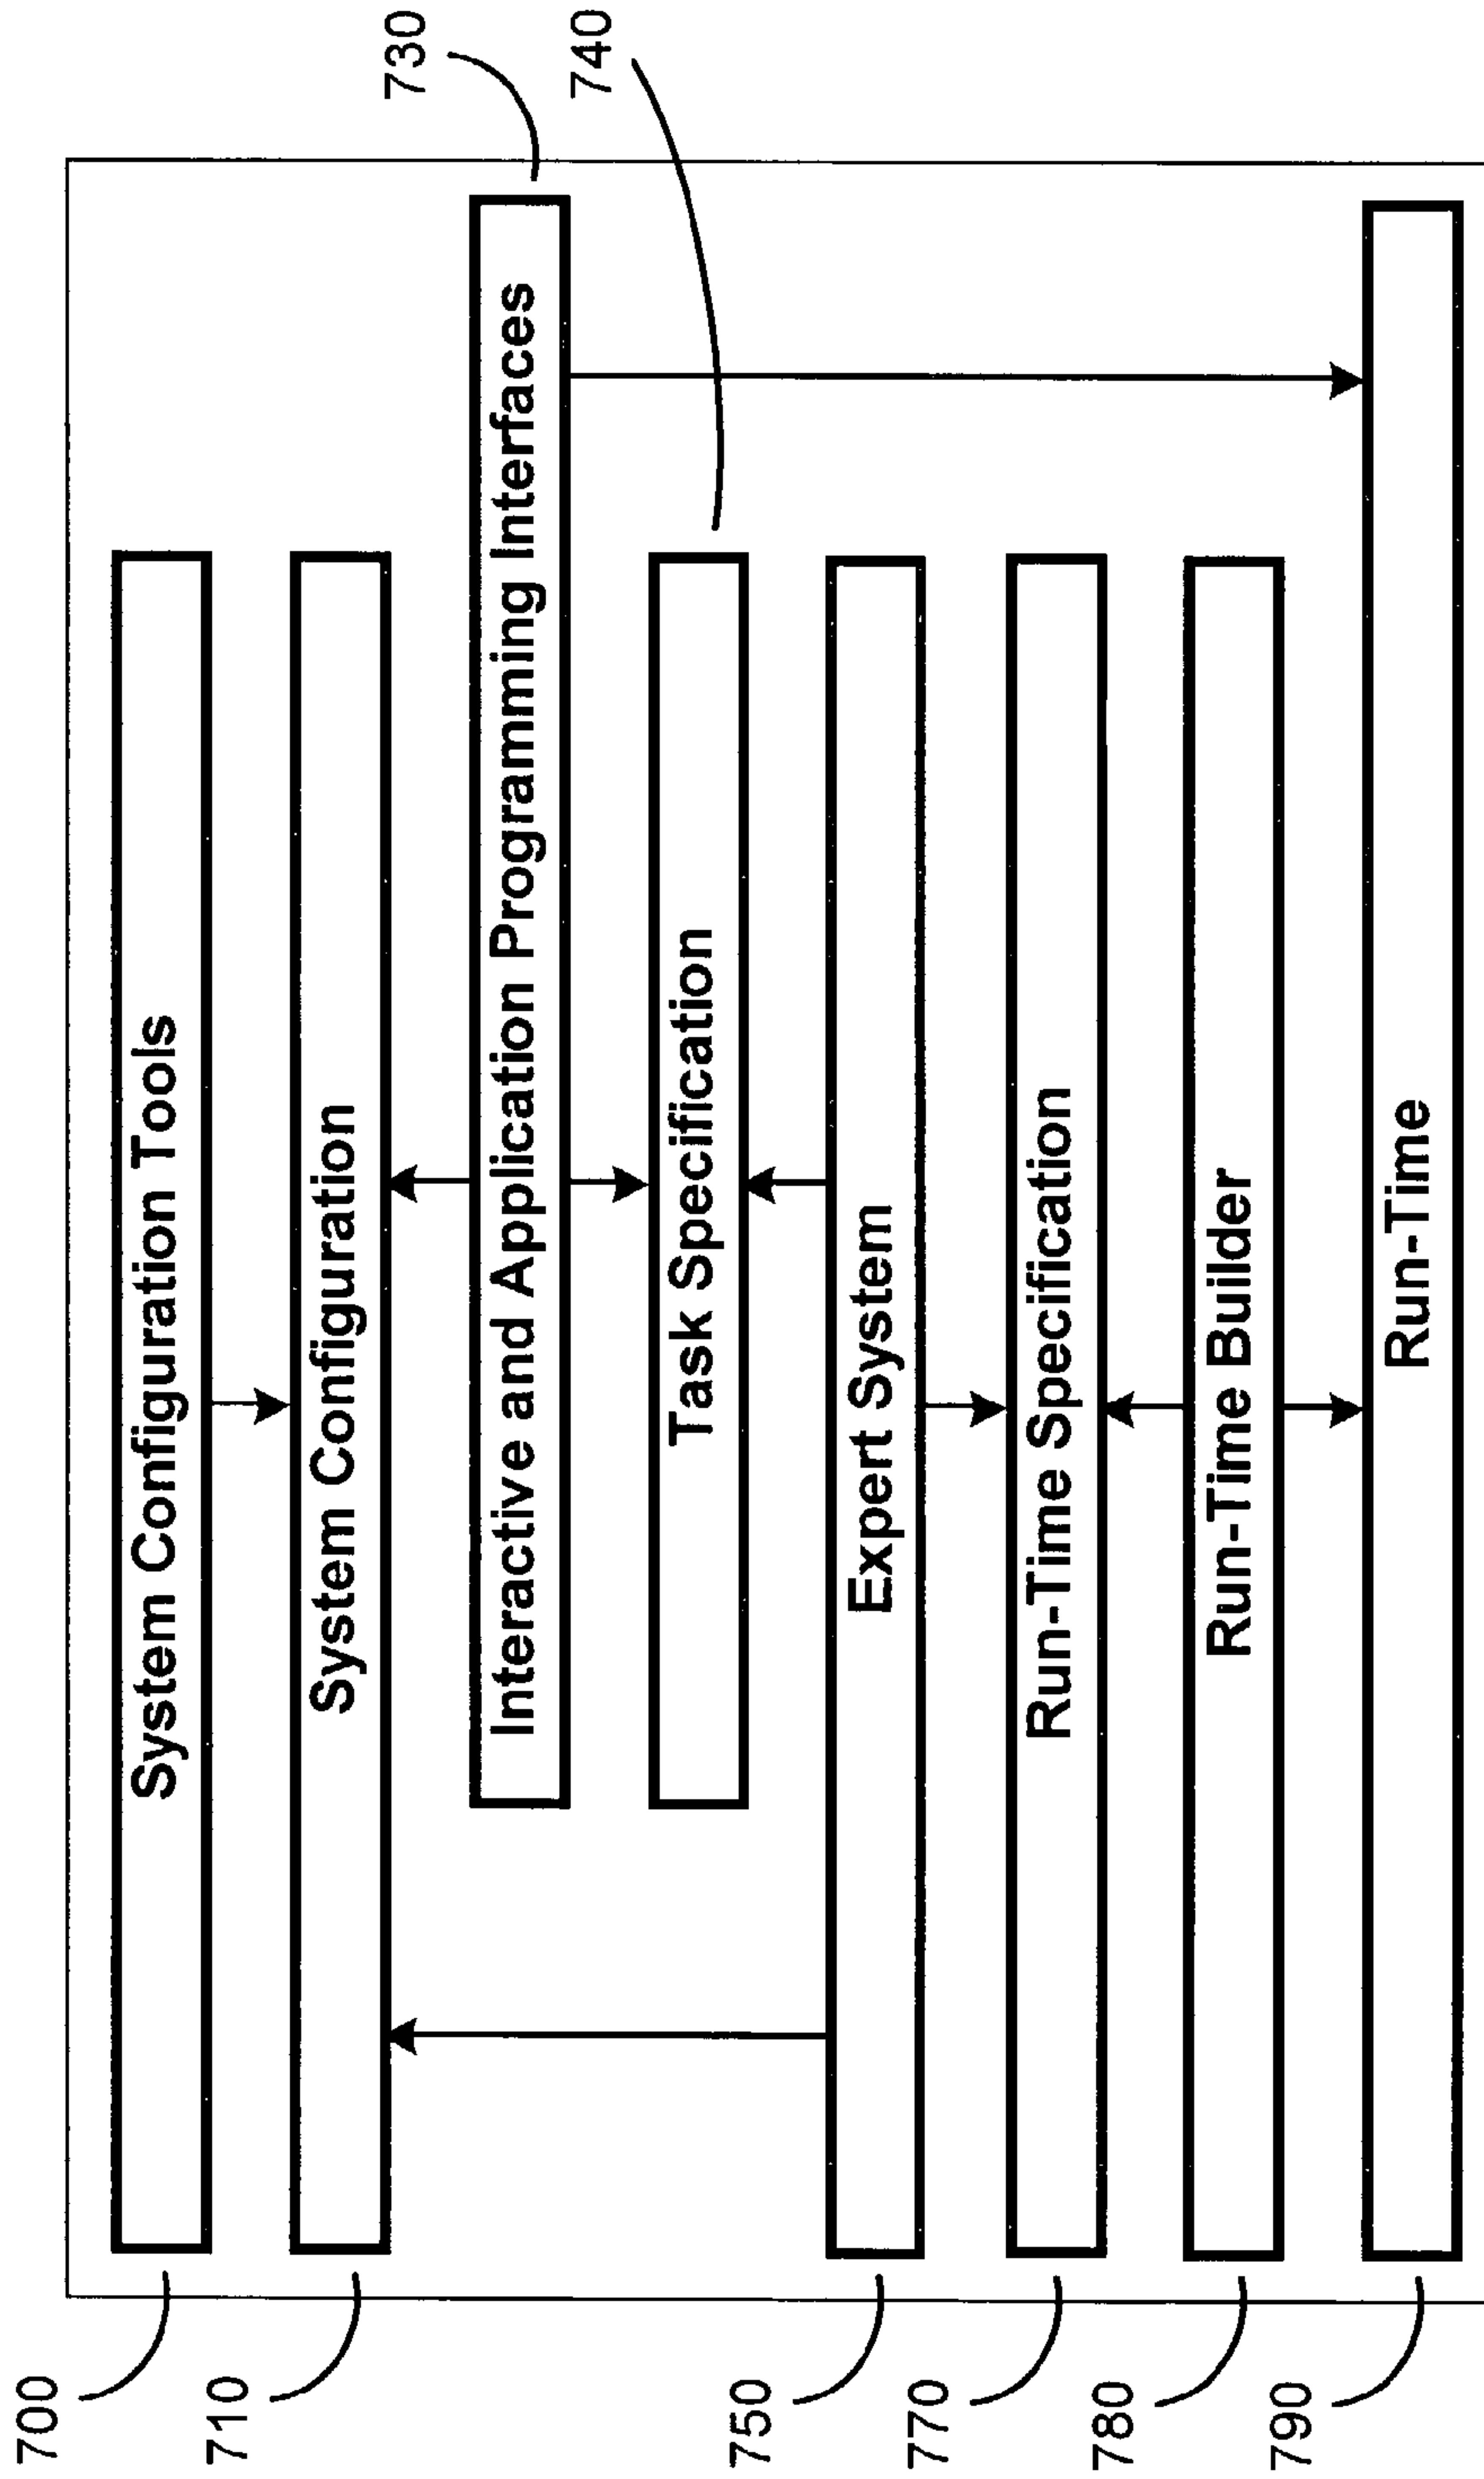 700
System Configuration Tools
710
System Configuration
730
Interactive and Application Programming Interfaces
740
Task Specification
750
Expert System
770
Run-Time Specification
780
Run-Time Builder
790
Run-Time